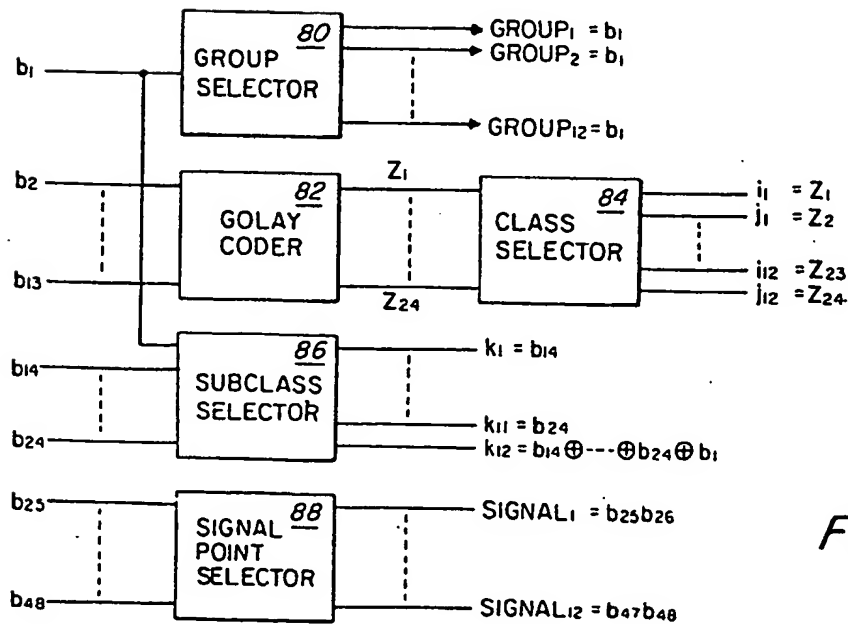 80
GROUP SELECTOR
b₁
GROUP₁ = b₁
GROUP₂ = b₁
GROUP₁₂ = b₁
b₂
b₁₃
82
GOLAY CODER
Z₁
Z₂₄
84
CLASS SELECTOR
i₁ = Z₁
j₁ = Z₂
i₁₂ = Z₂₃
j₁₂ = Z₂₄
b₁₄
b₂₄
86
SUBCLASS SELECTOR
k₁ = b₁₄
k₁₁ = b₂₄
k₁₂ = b₁₄ ⊕ --- ⊕ b₂₄ ⊕ b₁
b₂₅
b₄₈
88
SIGNAL POINT SELECTOR
SIGNAL₁ = b₂₅b₂₆
SIGNAL₁₂ = b₄₇b₄₈
F